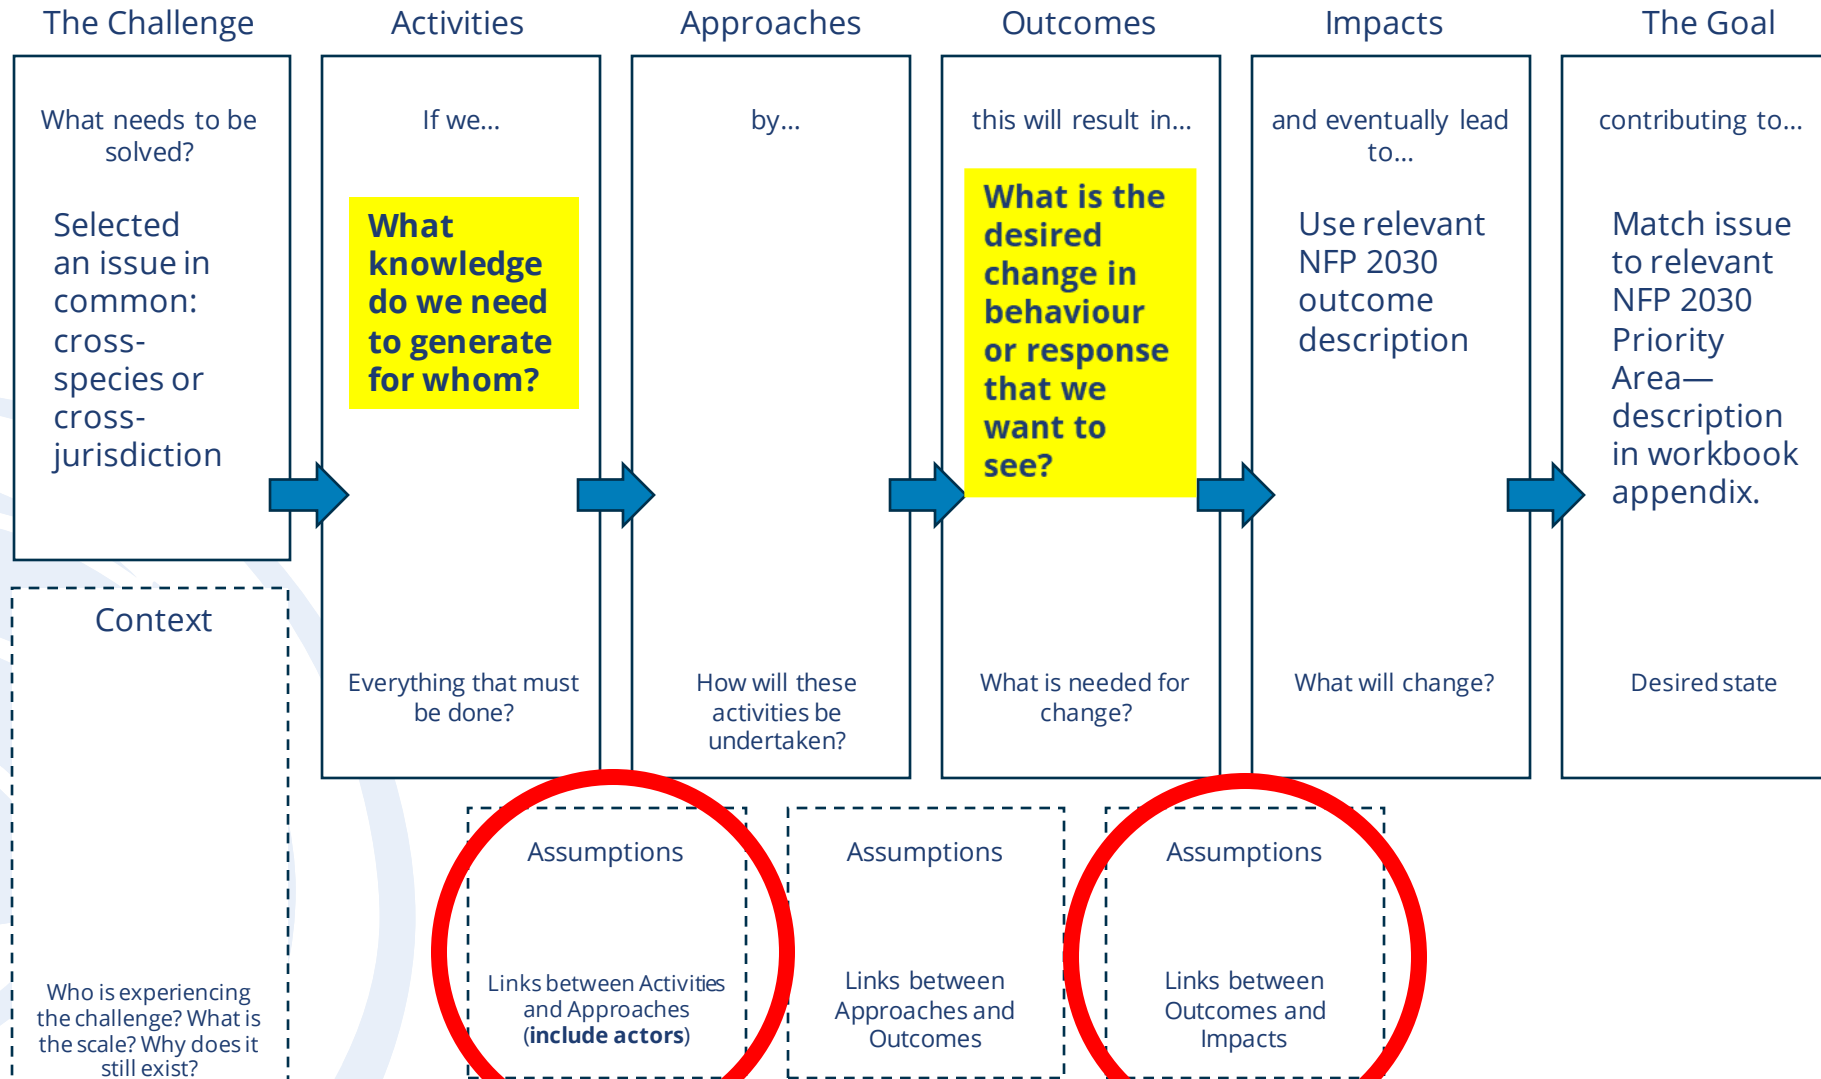 The Challenge
What needs to be
solved?
Selected
an issue in
common:
cross-
species or
cross-
jurisdiction
Context
Who is experiencing
the challenge? What is
the scale? Why does it
still exist?
Activities
If we...
What
knowledge
do we need
to generate
for whom?
Everything that must
be done?
Approaches
by...
How will these
activities be
undertaken?
Outcomes
this will result in...
What is the
desired
change in
behaviour
or response
that we
want to
see?
What is needed for
change?
Impacts
and eventually lead
to...
Use relevant
NFP 2030
outcome
description
What will change?
The Goal
contributing to...
Match issue
to relevant
NFP 2030
Priority
Area—
description
in workbook
appendix.
Desired state
Assumptions
Links between Activities
and Approaches
(include actors)
Assumptions
Links between
Approaches and
Outcomes
Assumptions
Links between
Outcomes and
Impacts